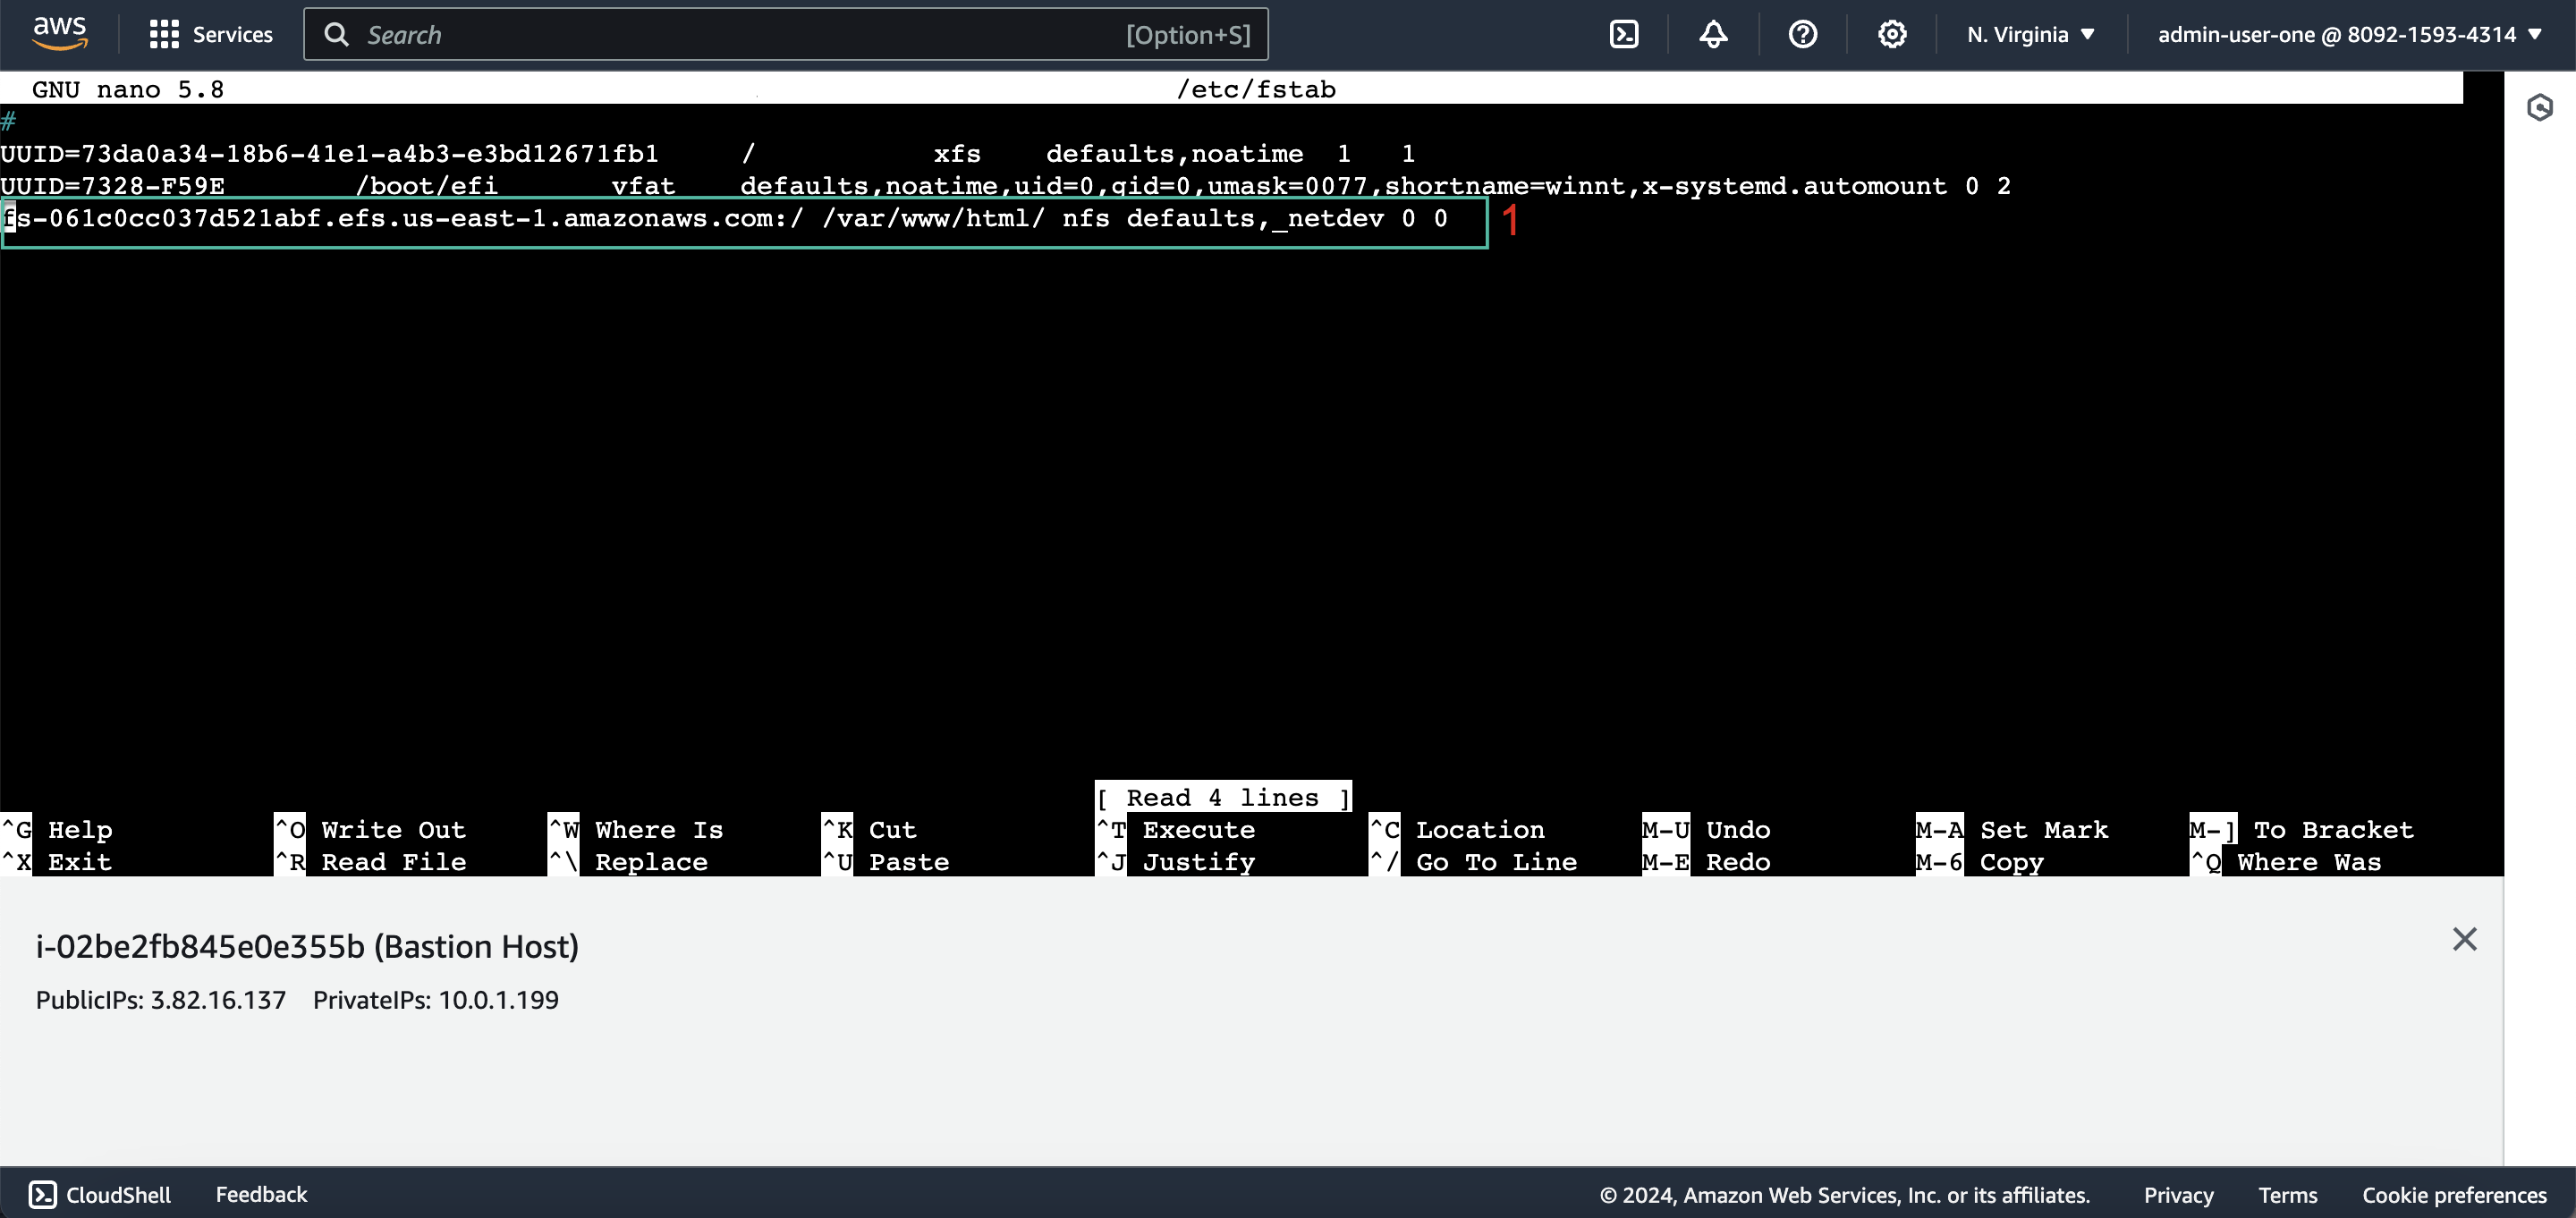 aws Services Search [Option+S] N. Virginia ▼ admin-user-one @ 8092-1593-4314 ▼
GNU nano 5.8 /etc/fstab
#
UUID=73da0a34-18b6-41e1-a4b3-e3bd12671fb1 / xfs defaults,noatime 1 1
UUID=7328-F59E /boot/efi vfat defaults,noatime,uid=0,gid=0,umask=0077,shortname=winnt,x-systemd.automount 0 2
fs-061c0cc037d521abf.efs.us-east-1.amazonaws.com:/ /var/www/html/ nfs defaults,_netdev 0 0 1
[ Read 4 lines ]
^G Help ^O Write Out ^W Where Is ^K Cut ^T Execute ^C Location M-U Undo M-A Set Mark M-] To Bracket
^X Exit ^R Read File ^\ Replace ^U Paste ^J Justify ^/ Go To Line M-E Redo M-6 Copy ^Q Where Was
i-02be2fb845e0e355b (Bastion Host)
PublicIPs: 3.82.16.137 PrivateIPs: 10.0.1.199
CloudShell Feedback © 2024, Amazon Web Services, Inc. or its affiliates. Privacy Terms Cookie preferences